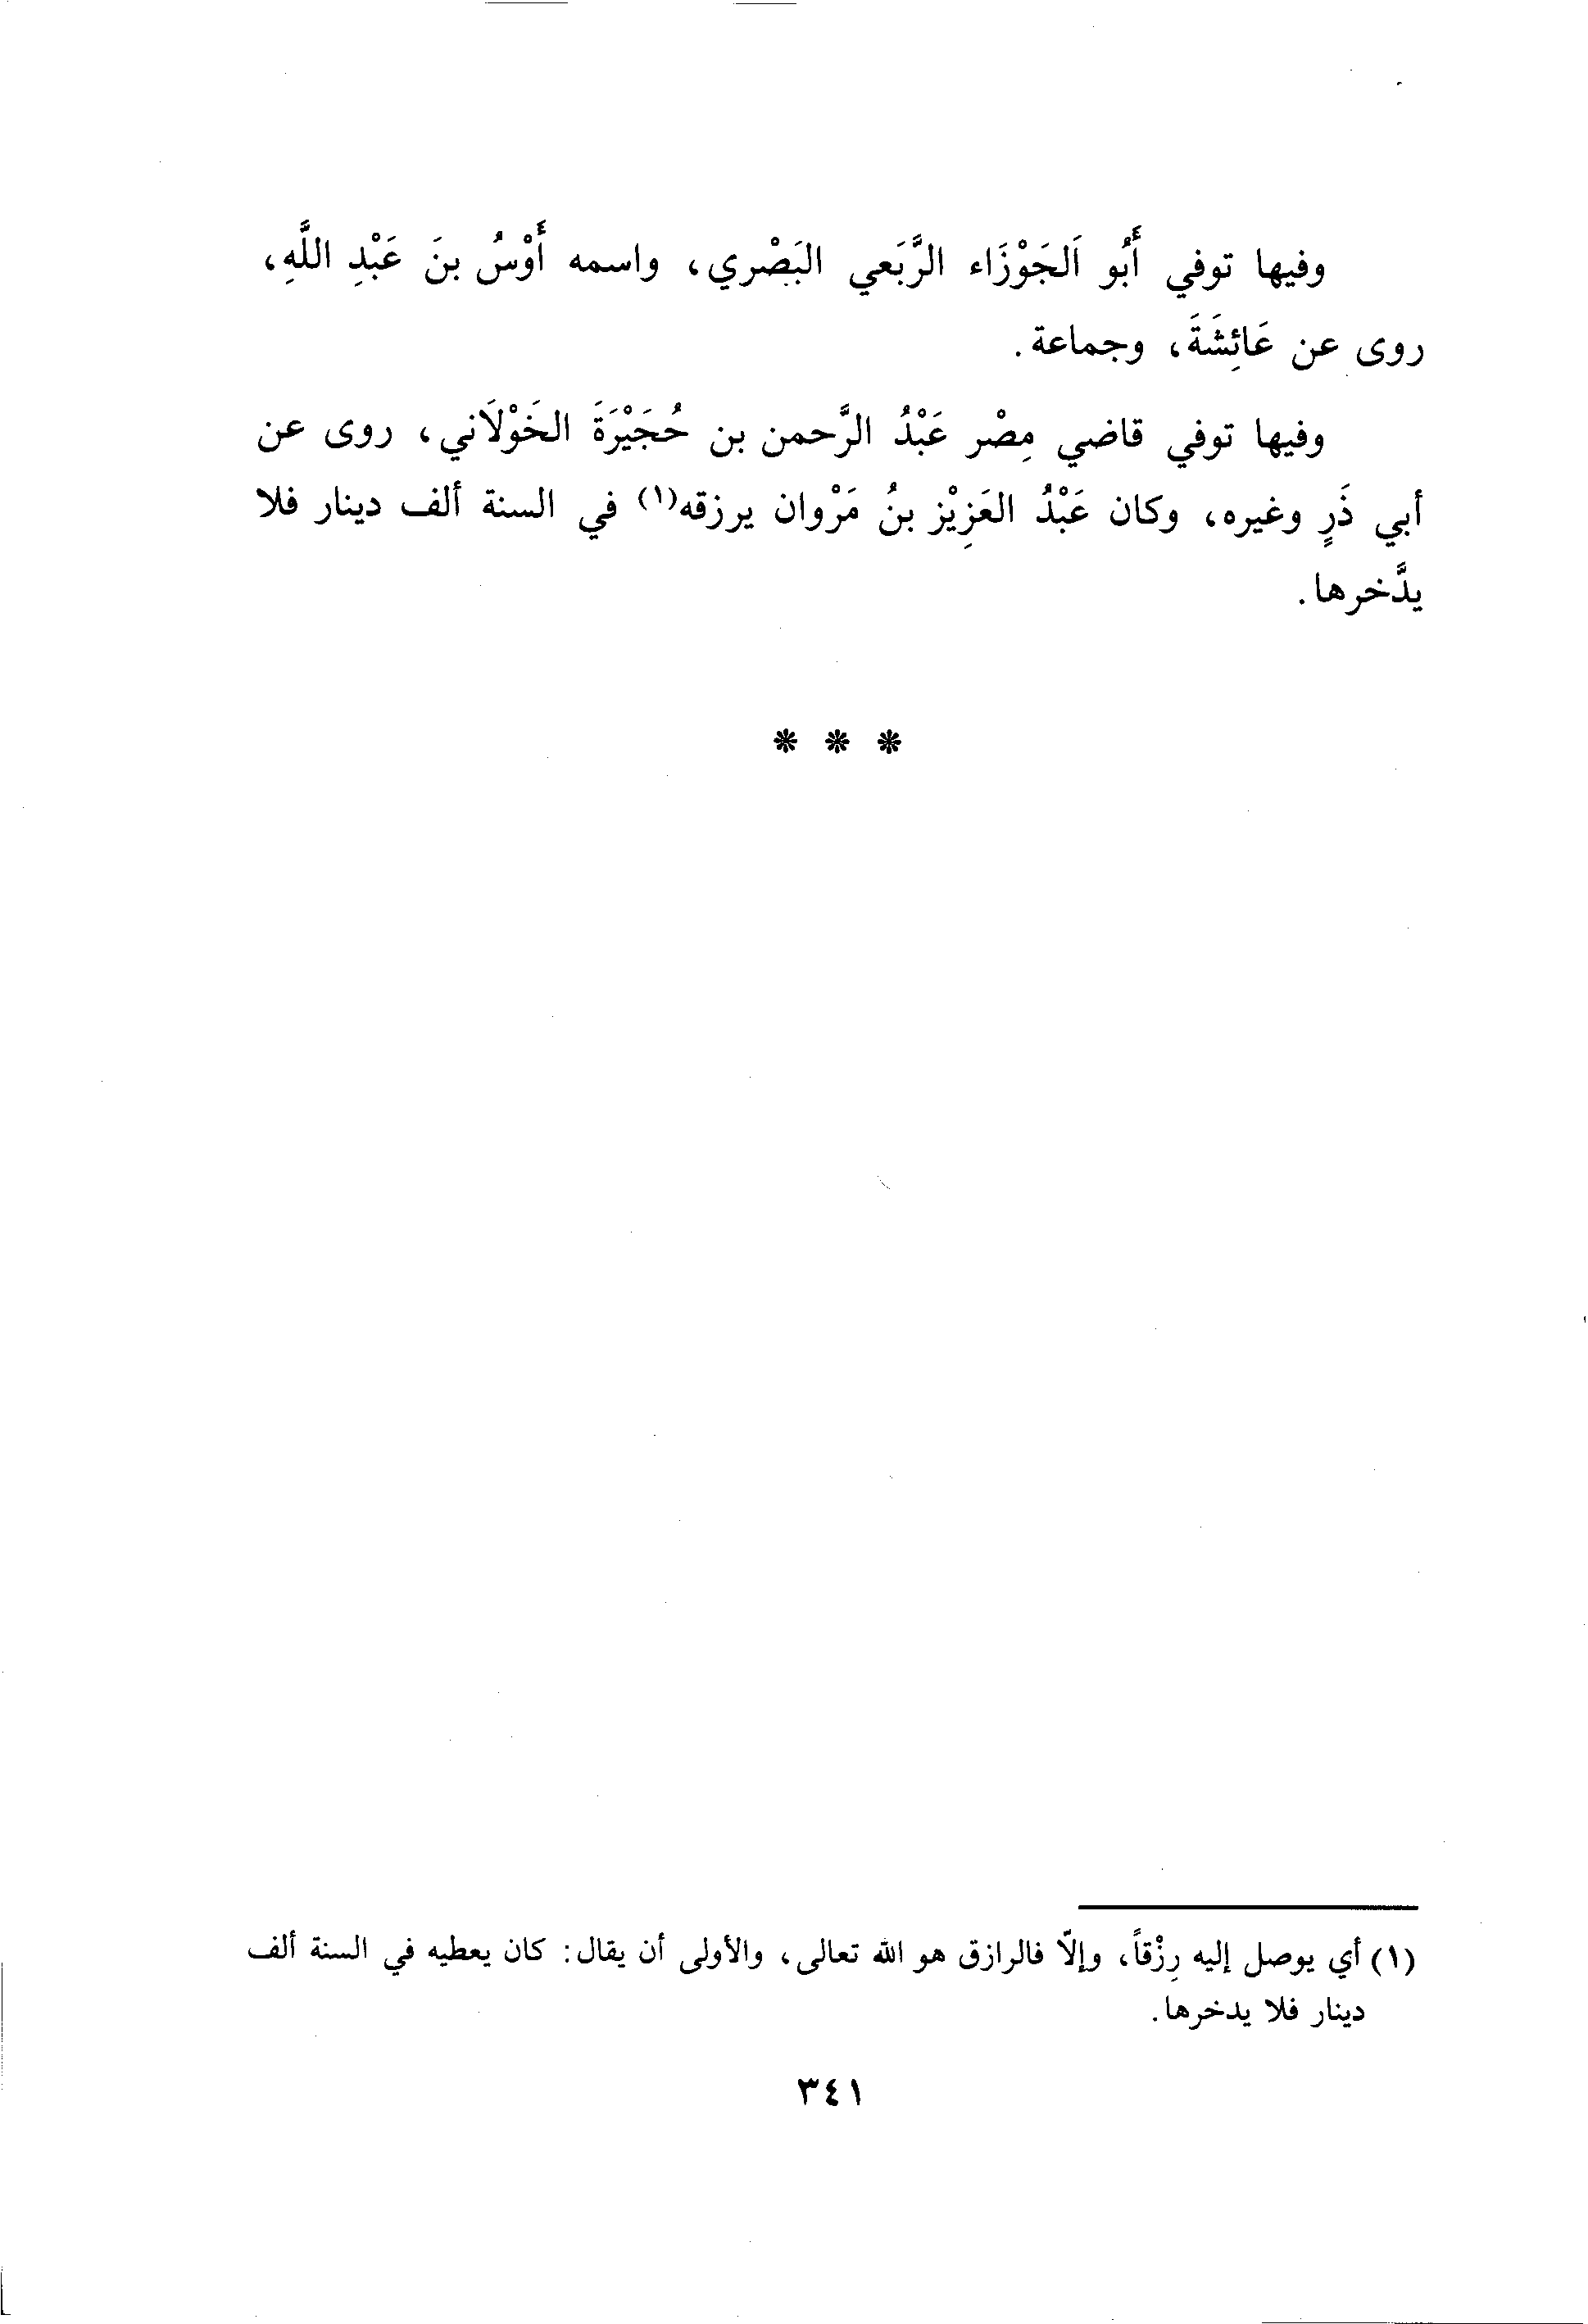 وفيها توفي أَبُو اَلجَوْزَاء الرَّبَعي البَصْري، واسمه أَوْسُ بنَ عَبْدِ اللَّهِ،
روى عن عَائِشَةَ، وجماعة.
وفيها توفي قاضي مِصْر عَبْدُ الرَّحمن بن حُجَيْرَةَ الخَوْلَاني، روى عن
أبي ذَرٍ وغيره، وكان عَبْدُ العَزِيْز بنُ مَرْوان يرزقه(١) في السنة ألف دينار فلا
يدَّخرها.
* * *
(١) أي يوصل إليه رِزْقاً، وإلاّ فالرازق هو الله تعالى، والأولى أن يقال: كان يعطيه في السنة ألف
دينار فلا يدخرها.
٣٤١